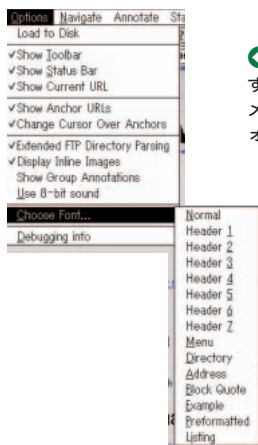 Options Navigate Annotate
Load to Disk
✓Show Toolbar
✓Show Status Bar
✓Show Current URL
✓Show Anchor URLs
✓Change Cursor Over Anchors
✓Extended FTP Directory Parsing
✓Display Inline Images
Show Group Annotations
Use 8-bit sound
Choose Font...
Debugging info
Normal
Header 1
Header 2
Header 3
Header 4
Header 5
Header 6
Header 7
Menu
Directory
Address
Block Quote
Example
Preformatted
Listing
す
メ
ォ